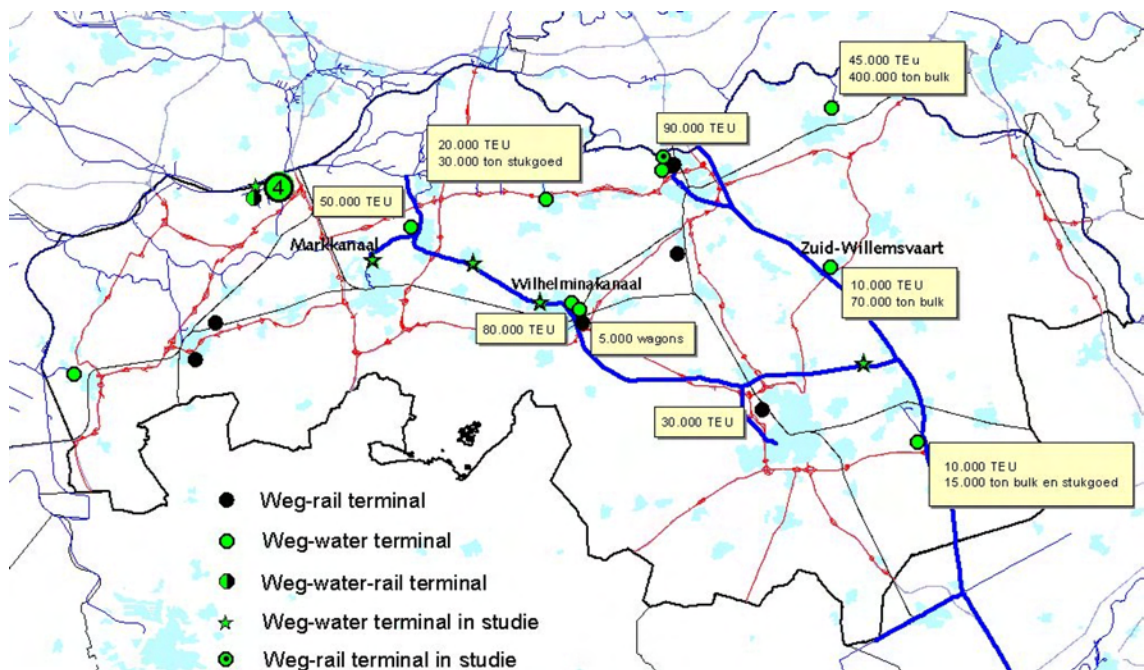 45.000 TEu
400.000 ton bulk
90.000 TEU
20.000 TEU
30.000 ton stukgoed
4
50.000 TEU
Markkanaal
Zuid-Willemsvaart
Wilhelminakanaal
10.000 TEU
70.000 ton bulk
80.000 TEU
5.000 wagons
30.000 TEU
10.000 TEU
15.000 ton bulk en stukgoed
Weg-rail terminal
Weg-water terminal
Weg-water-rail terminal
Weg-water terminal in studie
Weg-rail terminal in studie